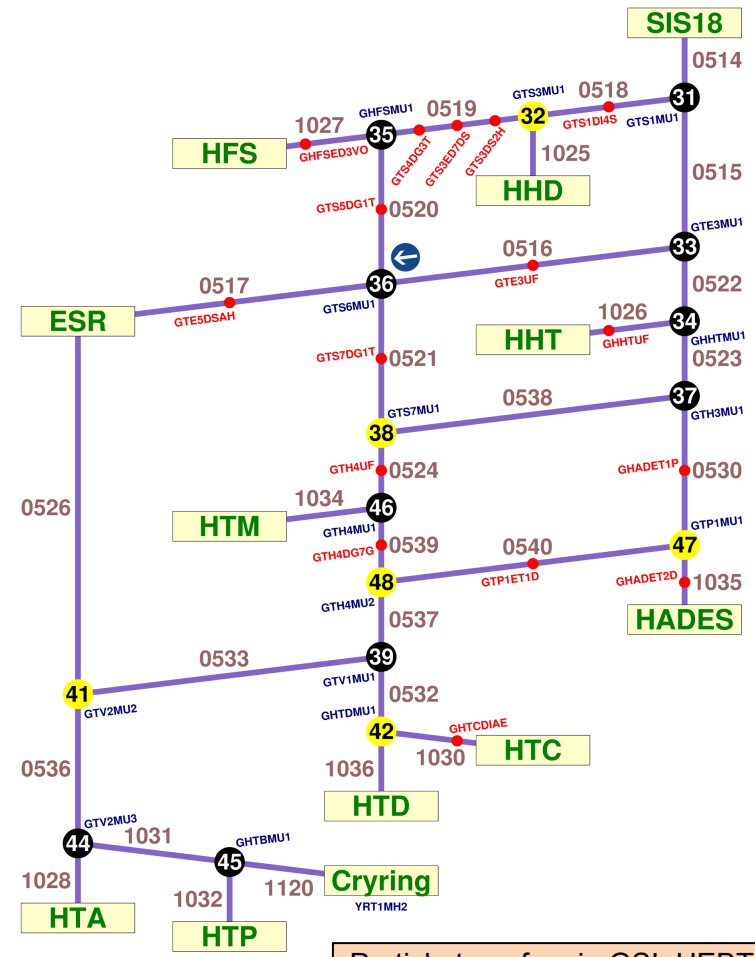 SIS18
0514
31
GTS1MU1
0518
GTS1DI4S
GTS3MU1
32
1025
HHD
0519
GTS3DS2H
GTS3ED7DS
GTS4DG3T
GHFSMU1
35
1027
GHFSED3VO
HFS
0515
GTS5DG1T
0520
GTE3MU1
33
0516
GTE3UF
36
GTS6MU1
0517
GTE5DSAH
ESR
0522
1026
34
GHHTMU1
HHT
GHHTUF
0523
GTS7DG1T
0521
0538
37
GTH3MU1
GTS7MU1
38
GTH4UF
0524
GHADET1P
0530
1034
46
GTH4MU1
HTM
0526
GTP1MU1
47
GTH4DG7G
0539
0540
GTP1ET1D
48
GTH4MU2
GHADET2D
1035
HADES
0537
0533
39
GTV1MU1
41
GTV2MU2
0532
GHTDMU1
42
GHTCDIAE
1030
HTC
0536
1036
HTD
GTV2MU3
44
1031
GHTBMU1
45
1028
1032
1120
Cryring
YRT1MH2
HTA
HTP